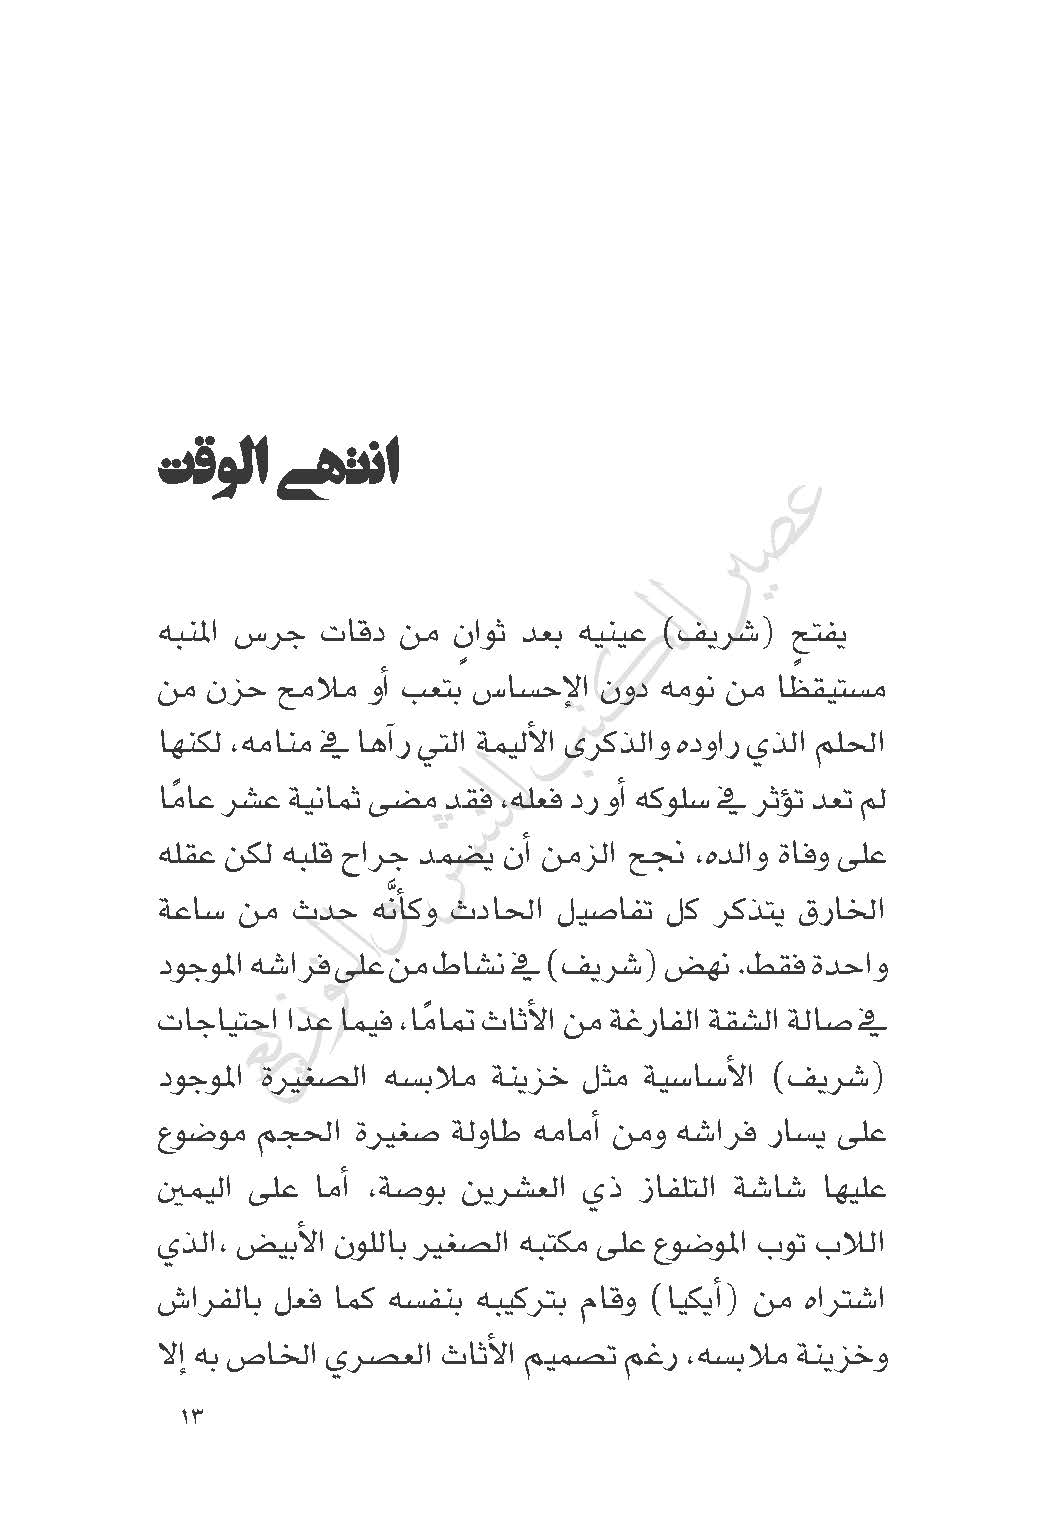 انتهى الوقت
عصير الكتب للنشر والتوزيع
يفتح (شريف) عينيه بعد ثوانٍ من دقات جرس المنبه
مستيقظًا من نومه دون الإحساس بتعب أو ملامح حزن من
الحلم الذي راوده والذكرى الأليمة التي رآها في منامه، لكنها
لم تعد تؤثر في سلوكه أو رد فعله، فقد مضى ثمانية عشر عامًا
على وفاة والده، نجح الزمن أن يضمد جراح قلبه لكن عقله
الخارق يتذكر كل تفاصيل الحادث وكأنَّه حدث من ساعة
واحدة فقط. نهض (شريف) في نشاط من على فراشه الموجود
في صالة الشقة الفارغة من الأثاث تمامًا، فيما عدا احتياجات
(شريف) الأساسية مثل خزينة ملابسه الصغيرة الموجود
على يسار فراشه ومن أمامه طاولة صغيرة الحجم موضوع
عليها شاشة التلفاز ذي العشرين بوصة، أما على اليمين
اللاب توب الموضوع على مكتبه الصغير باللون الأبيض، الذي
اشتراه من (أيكيا) وقام بتركيبه بنفسه كما فعل بالفراش
وخزينة ملابسه، رغم تصميم الأثاث العصري الخاص به إلا
١٣